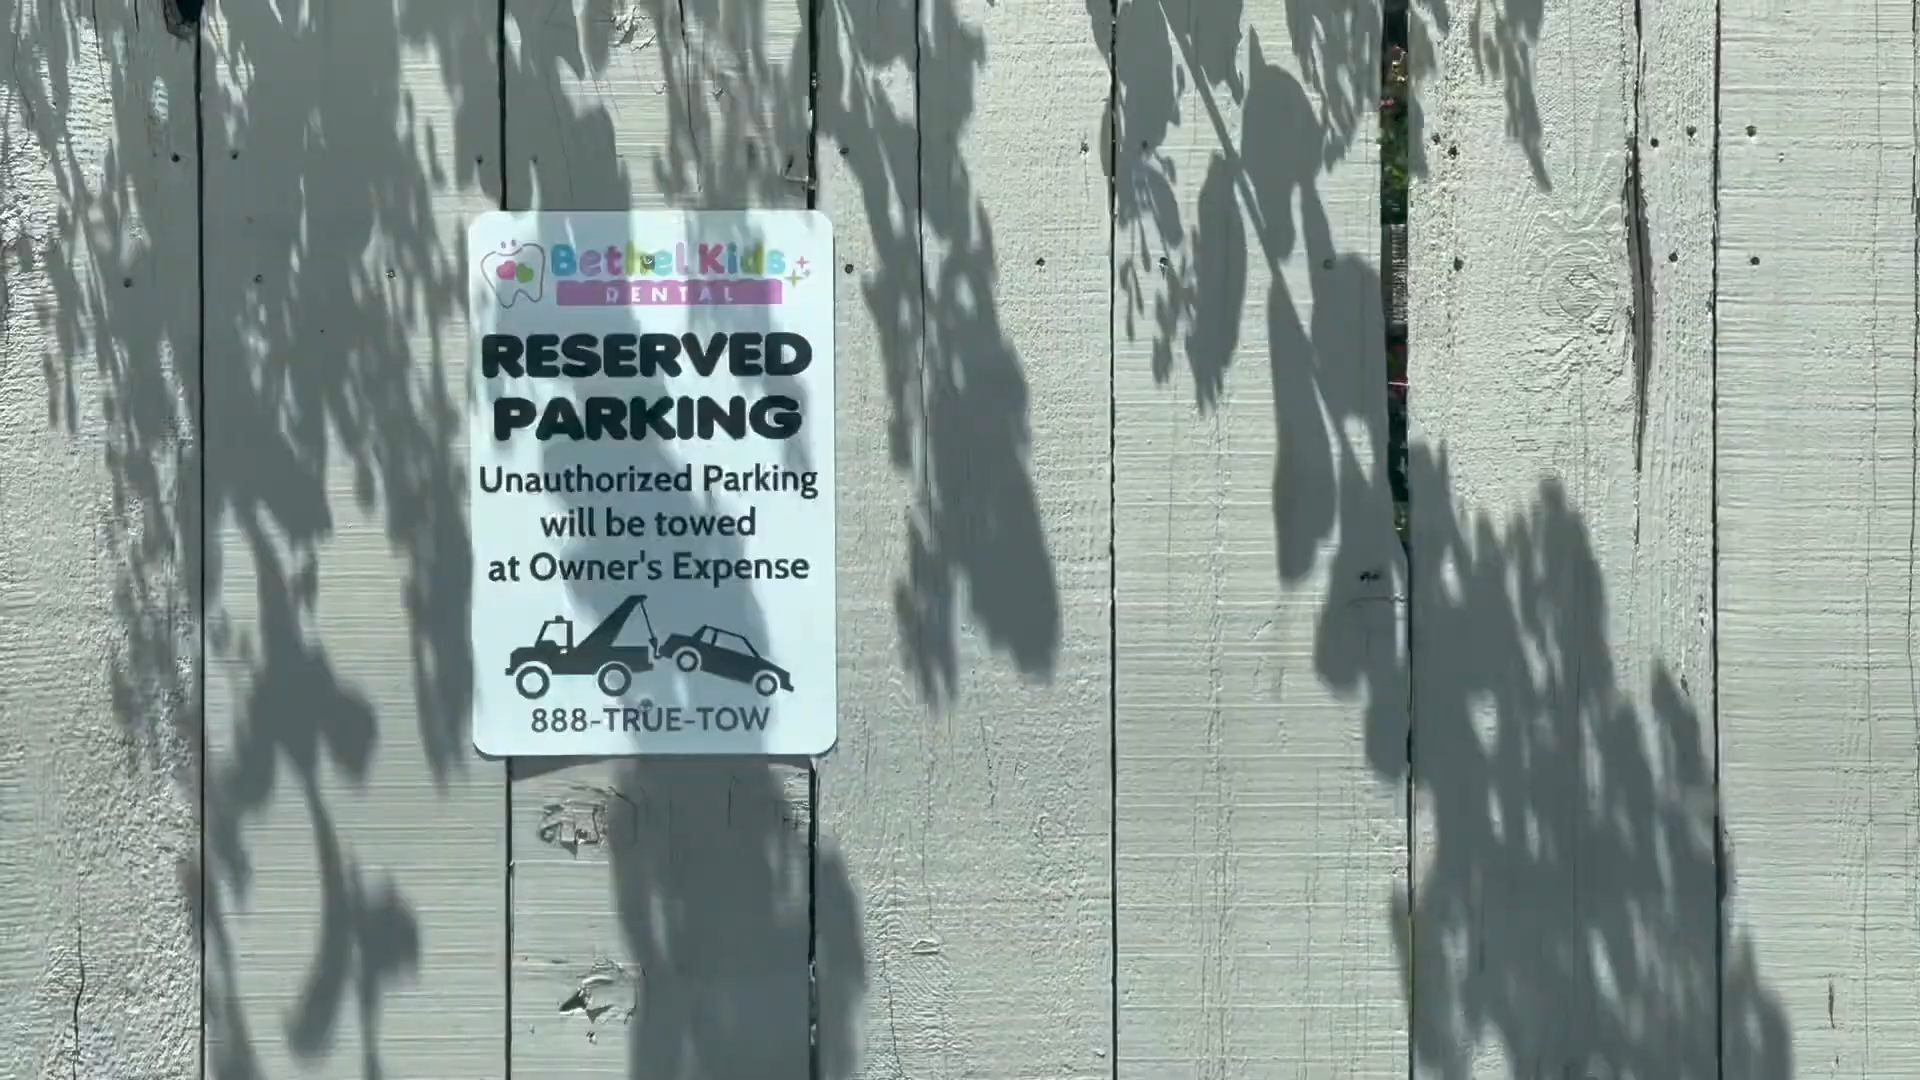 Bethel Kids
DENTAL
RESERVED
PARKING
Unauthorized Parking
will be towed
at Owner's Expense
888-TRUE-TOW